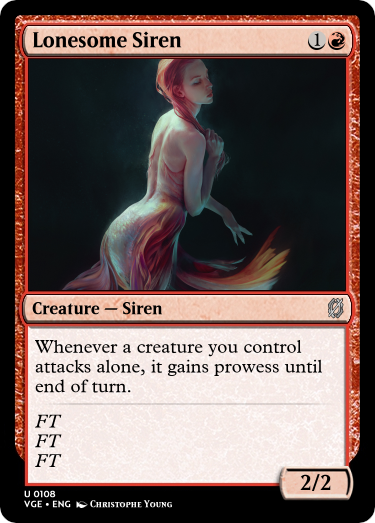 Lonesome Siren 1
Creature — Siren
Whenever a creature you control
attacks alone, it gains prowess until
end of turn.
FT
FT
FT
2/2
U 0108
VGE • ENG Christophe Young